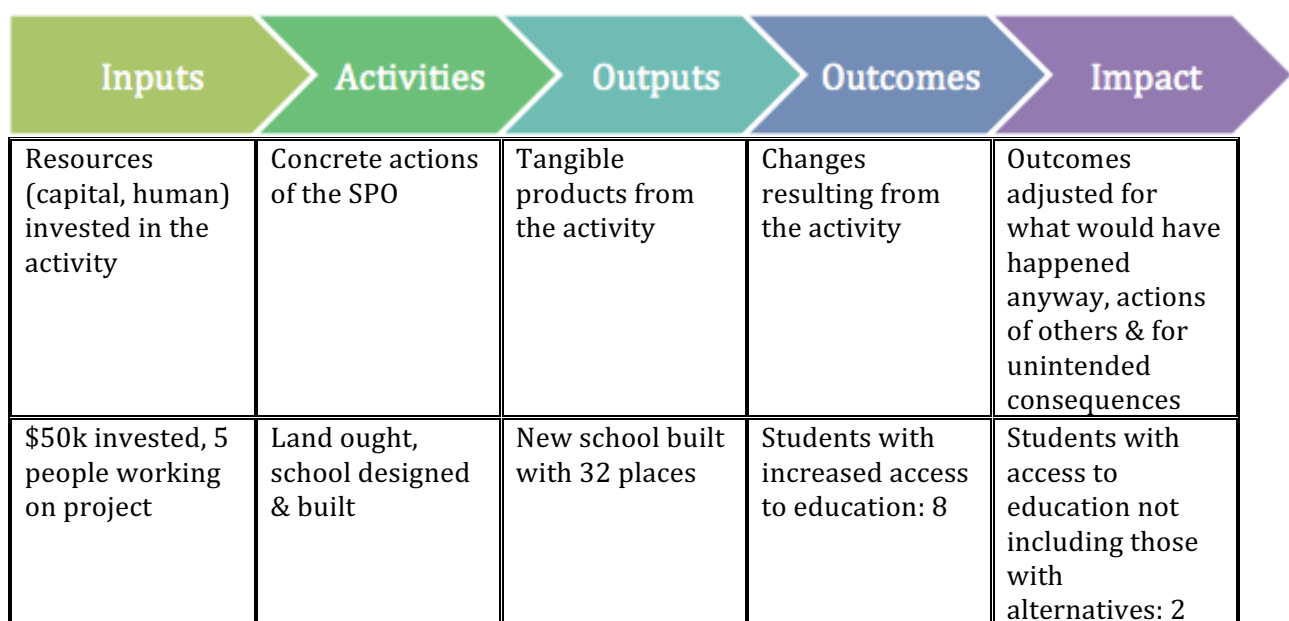 Inputs
Activities
Outputs
Outcomes
Impact
Resources
(capital, human)
invested in the
activity
Concrete actions
of the SPO
Tangible
products from
the activity
Changes
resulting from
the activity
Outcomes
adjusted for
what would have
happened
anyway, actions
of others & for
unintended
consequences
$50k invested, 5
people working
on project
Land ought,
school designed
& built
New school built
with 32 places
Students with
increased access
to education: 8
Students with
access to
education not
including those
with
alternatives: 2